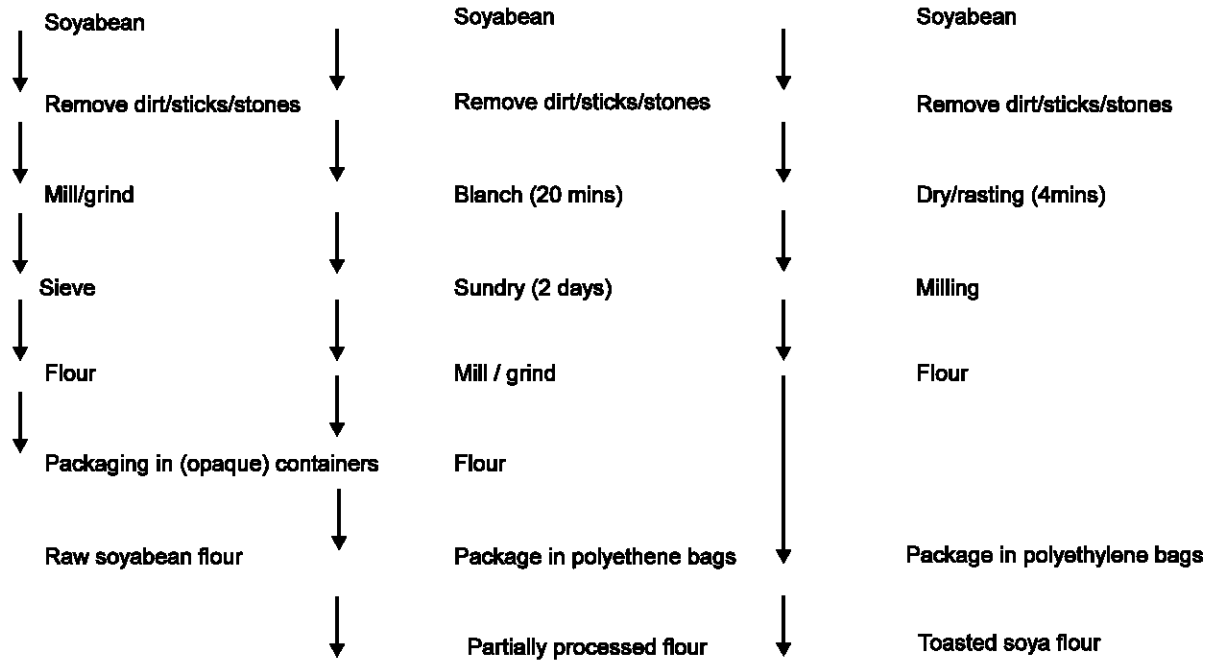 Soyabean
Remove dirt/sticks/stones
Mill/grind
Sieve
Flour
Packaging in (opaque) containers
Raw soyabean flour
Soyabean
Remove dirt/sticks/stones
Blanch (20 mins)
Sundry (2 days)
Mill / grind
Flour
Package in polyethene bags
Partially processed flour
Soyabean
Remove dirt/sticks/stones
Dry/rasting (4mins)
Milling
Flour
Package in polyethylene bags
Toasted soya flour